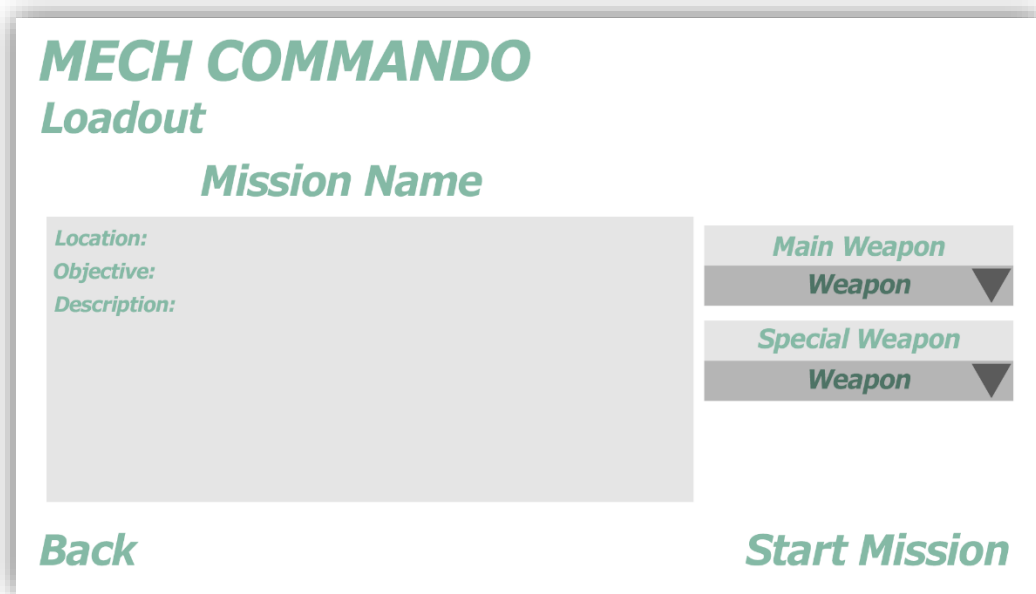 MECH COMMANDO
Loadout
Mission Name
Location:
Objective:
Description:
Main Weapon
Weapon
Special Weapon
Weapon
Back
Start Mission